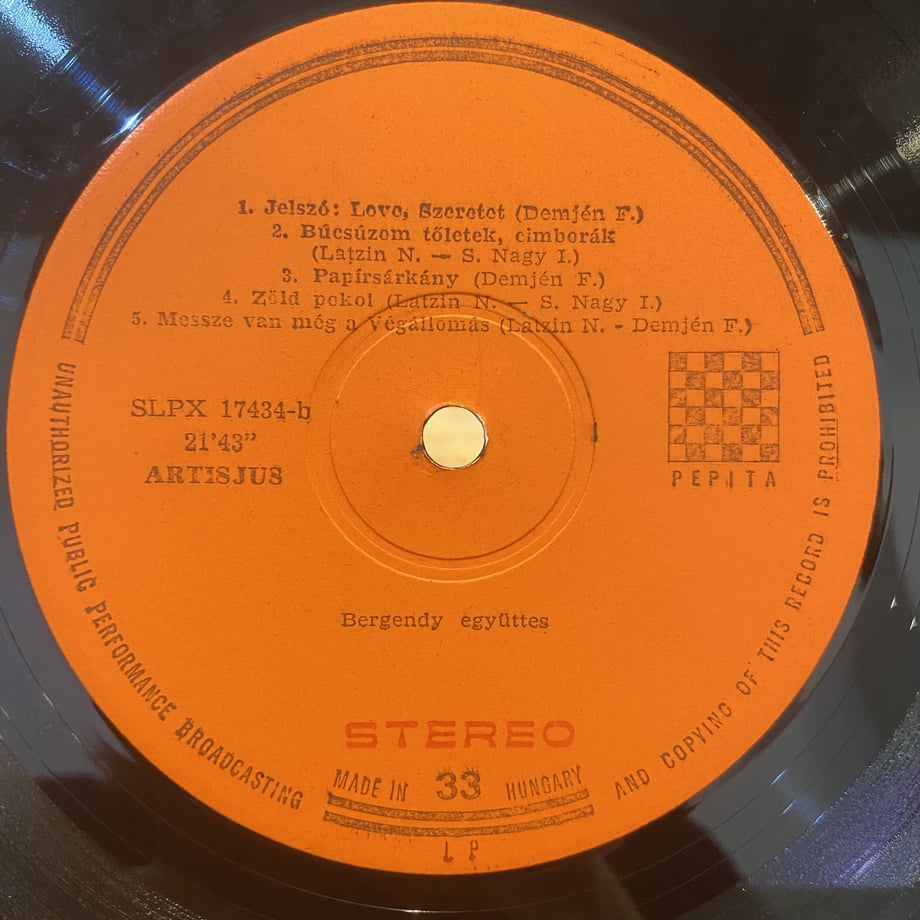 1. Jelszó: Love, Szeretet (Demjén F.)
2. Búcsúzom tőletek, cimborák
(Latzin N. — S. Nagy I.)
3. Papírsárkány (Demjén F.)
4. Zöld pokol (Latzin N. — S. Nagy I.)
5. Messze van még a Végállomás (Latzin N. - Demjén F.)
SLPX 17434-b
21'43”
ARTISJUS
PEPITA
Bergendy együttes
STEREO
MADE IN 33 HUNGARY
LP
UNAUTHORIZED PUBLIC PERFORMANCE BROADCASTING AND COPYING OF THIS RECORD IS PROHIBITED